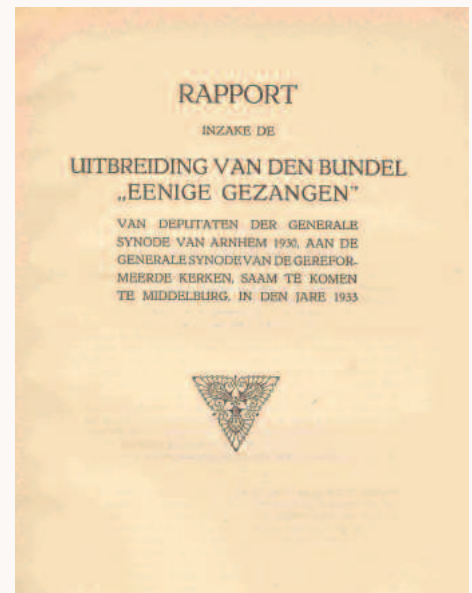 RAPPORT
INZAKE DE
UITBREIDING VAN DEN BUNDEL
„EENIGE GEZANGEN”
VAN DEPUTATEN DER GENERALE
SYNODE VAN ARNHEM 1930, AAN DE
GENERALE SYNODE VAN DE GEREFOR-
MEERDE KERKEN, SAAM TE KOMEN
TE MIDDELBURG, IN DEN JARE 1933